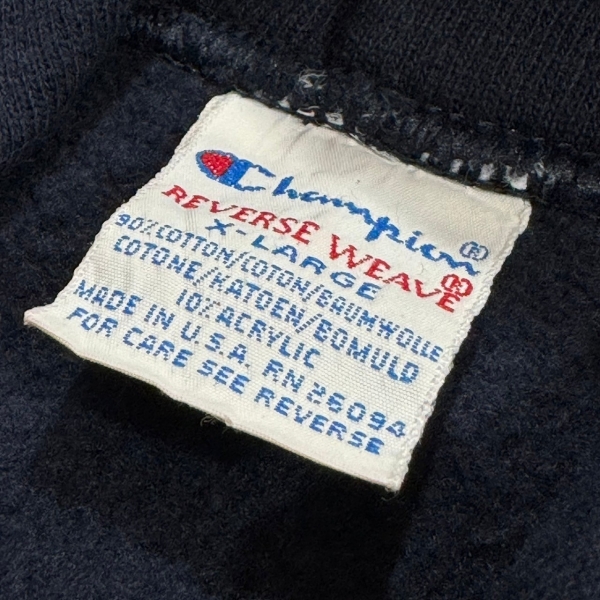 Champion®
REVERSE WEAVE®
X-LARGE
90%COTTON/COTON/BAUMWOLLE
COTONE/KATOEN/BOMULD
10%ACRYLIC
MADE IN U.S.A. RN 26094
FOR CARE SEE REVERSE